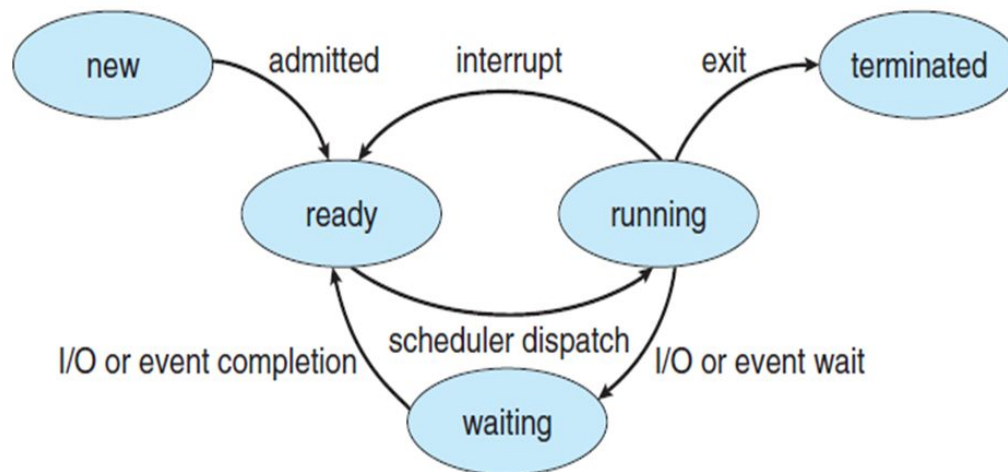 new
admitted
interrupt
exit
terminated
ready
running
scheduler dispatch
I/O or event completion
I/O or event wait
waiting